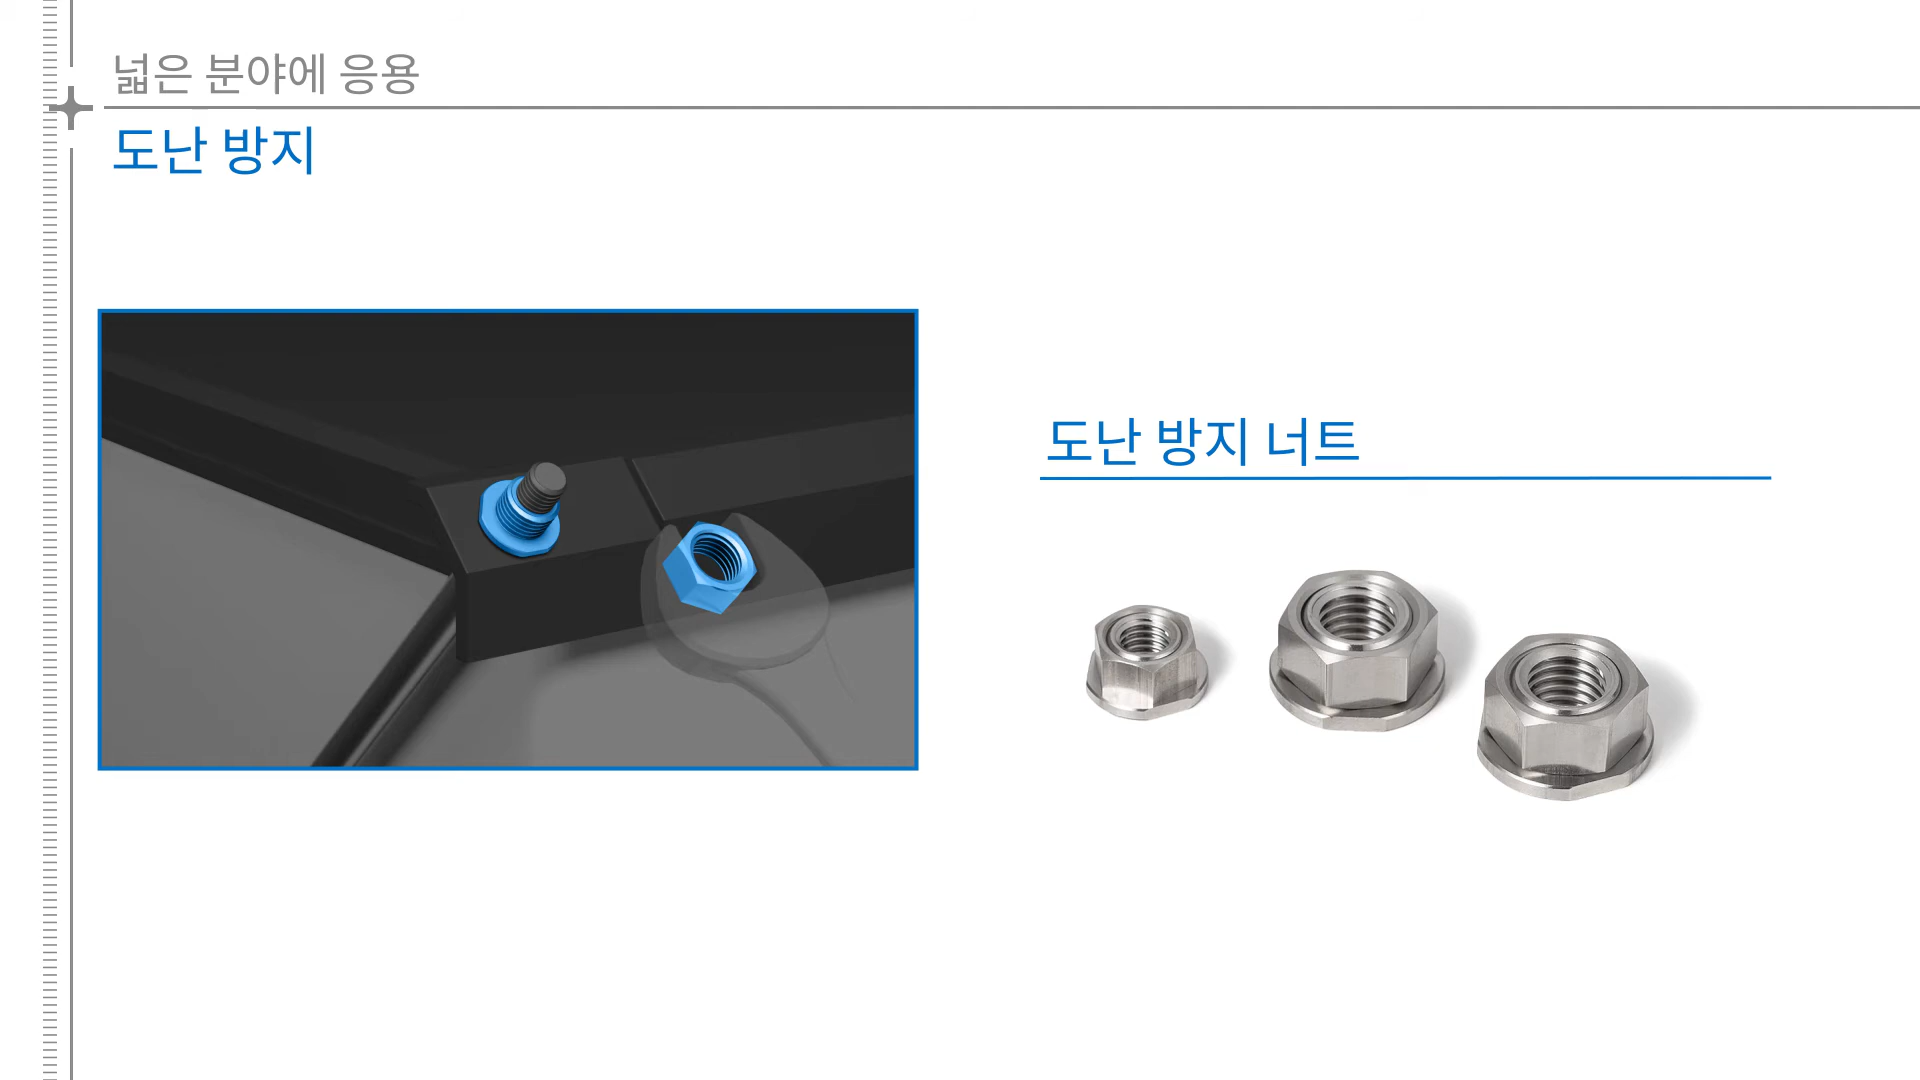 넓은 분야에 응용
도난 방지
도난 방지 너트